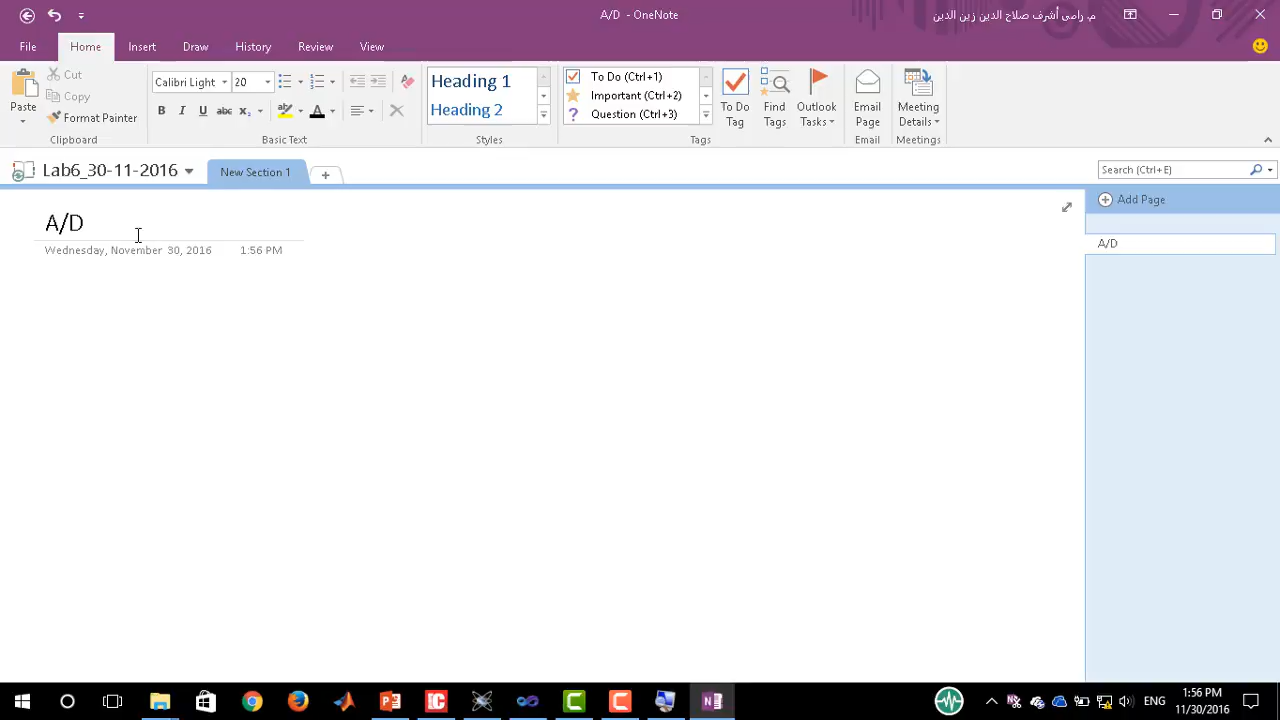 A/D - OneNote
م. رامى أشرف صلاح الدين زين الدين
File Home Insert Draw History Review View
Paste
Cut
Copy
Format Painter
Clipboard
Calibri Light 20
Basic Text
Heading 1
Heading 2
Styles
To Do (Ctrl+1)
Important (Ctrl+2)
Question (Ctrl+3)
To Do Tag
Find Tags
Outlook Tasks
Tags
Email Page
Email
Meeting Details
Meetings
Lab6_30-11-2016
New Section 1
Search (Ctrl+E)
Add Page
A/D
A/D
Wednesday, November 30, 2016 1:56 PM
ENG
1:56 PM
11/30/2016